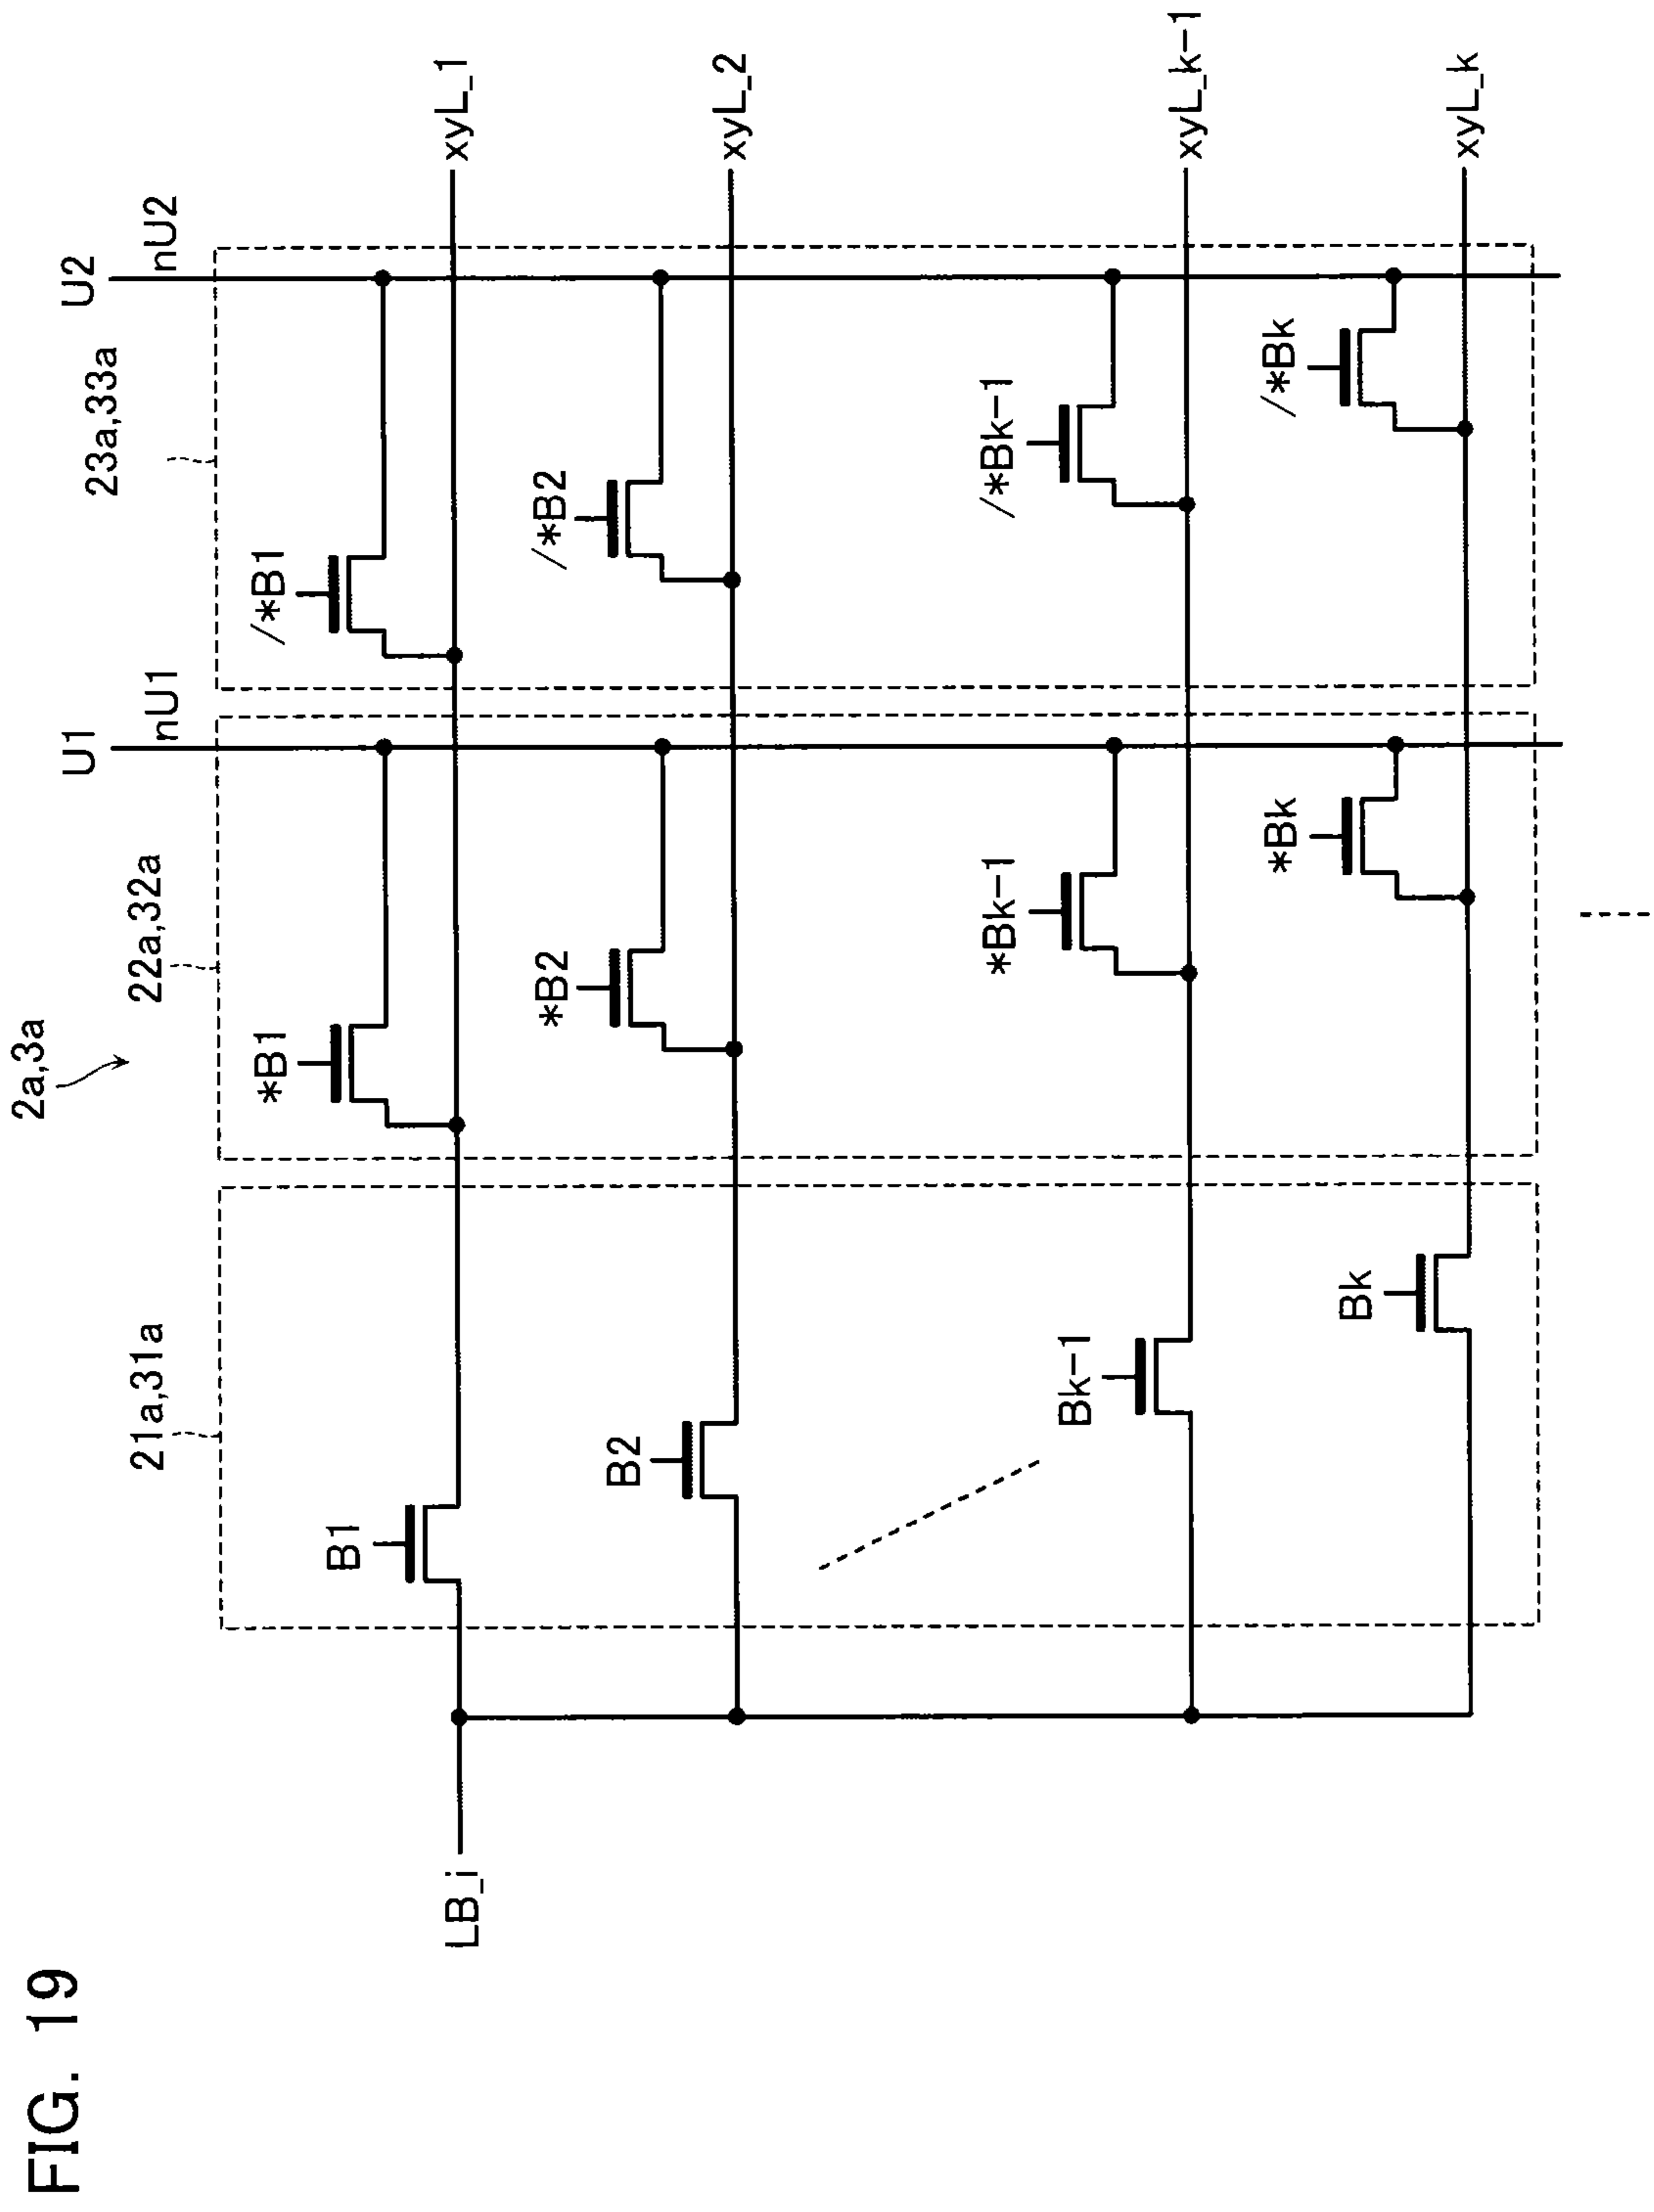 FIG. 19
2a,3a
21a,31a
22a,32a
23a,33a
U1
nU1
U2
nU2
LB_i
B1
*B1
/*B1
xyL_1
B2
*B2
/*B2
xyL_2
Bk-1
*Bk-1
/*Bk-1
xyL_k-1
Bk
*Bk
/*Bk
xyL_k